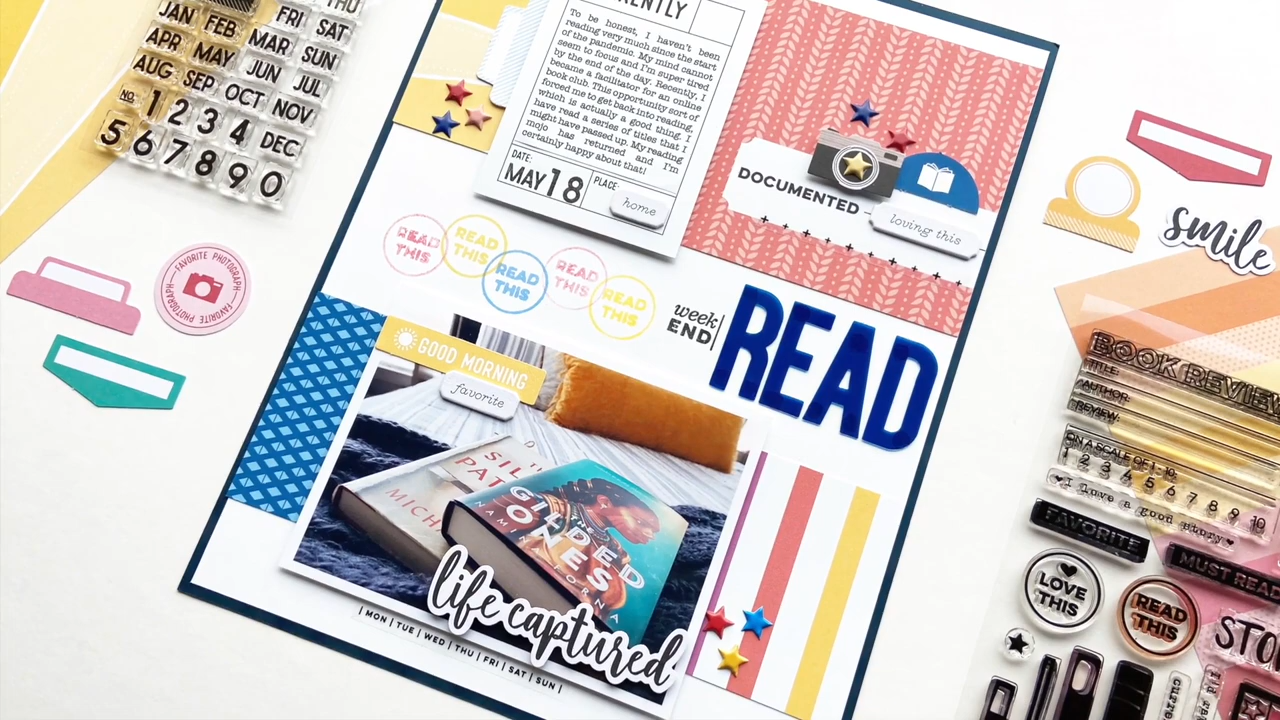 JAN FEB FRI THU
APR MAY MAR SAT
AUG SEP JUN SUN
OCT JUL
NO. 1 2 3 4 NOV
5 6 7 8 9 0 DEC.
FAVORITE PHOTOGRAPH
FAVORITE PHOTOGRAPH
To be honest, I haven't been
reading very much since the start
of the pandemic. My mind cannot
seem to focus and I'm super tired
by the end of the day. Recently, I
became a facilitator for an online
book club. This opportunity sort of
forced me to get back into reading,
which is actually a good thing. I
have read a series of titles that I
might have passed up. My reading
mojo has returned and I'm
certainly happy about that!
DATE:
MAY 18
PLACE:
home
DOCUMENTED
loving this
READ THIS
READ THIS
READ THIS
READ THIS
READ THIS
week
END
READ
GOOD MORNING
favorite
THE
GILDED
ONES
NAMINA FORNA
life captured
| MON | TUE | WED | THU | FRI | SAT | SUN |
smile
BOOK REVIEW
TITLE:
AUTHOR:
REVIEW:
ON A SCALE OF 1 - 10
1 2 3 4 5 6 7 8 9 10
I love a good story
FAVORITE
MUST READ
LOVE
THIS
READ
THIS